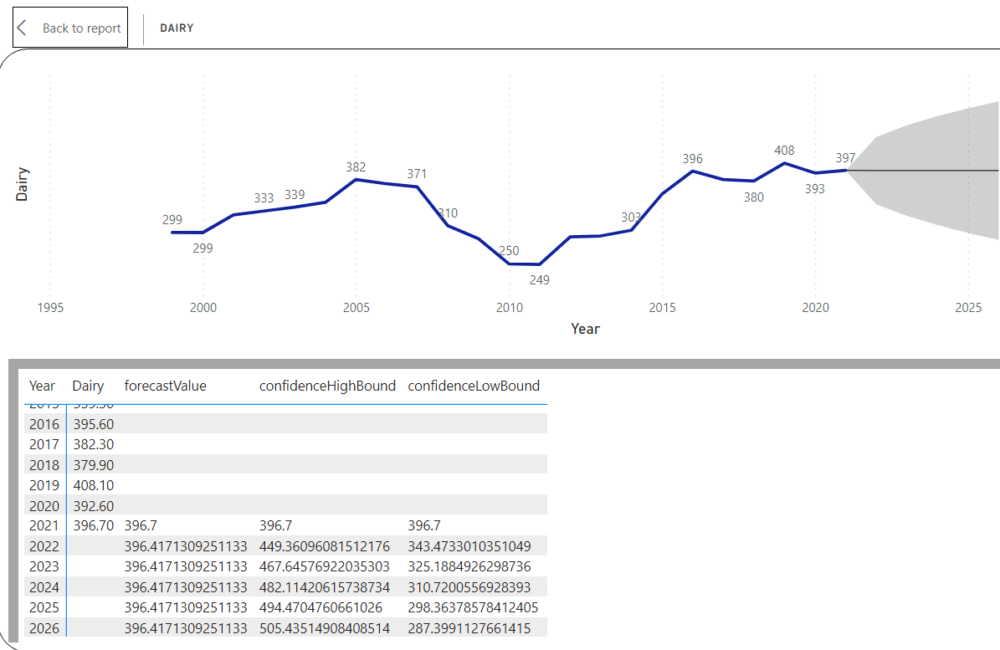 Back to report DAIRY
408
396 397
382
371
333 339 380 393
310
299 303
299
250
249
Dairy
1995 2000 2005 2010 2015 2020 2025
Year
Year Dairy forecastValue confidenceHighBound confidenceLowBound
2016 395.60
2017 382.30
2018 379.90
2019 408.10
2020 392.60
2021 396.70 396.7 396.7 396.7
2022 396.4171309251133 449.36096081512176 343.4733010351049
2023 396.4171309251133 467.64576922035303 325.1884926298736
2024 396.4171309251133 482.11420615738734 310.7200556928393
2025 396.4171309251133 494.4704760661026 298.36378578412405
2026 396.4171309251133 505.43514908408514 287.3991127661415